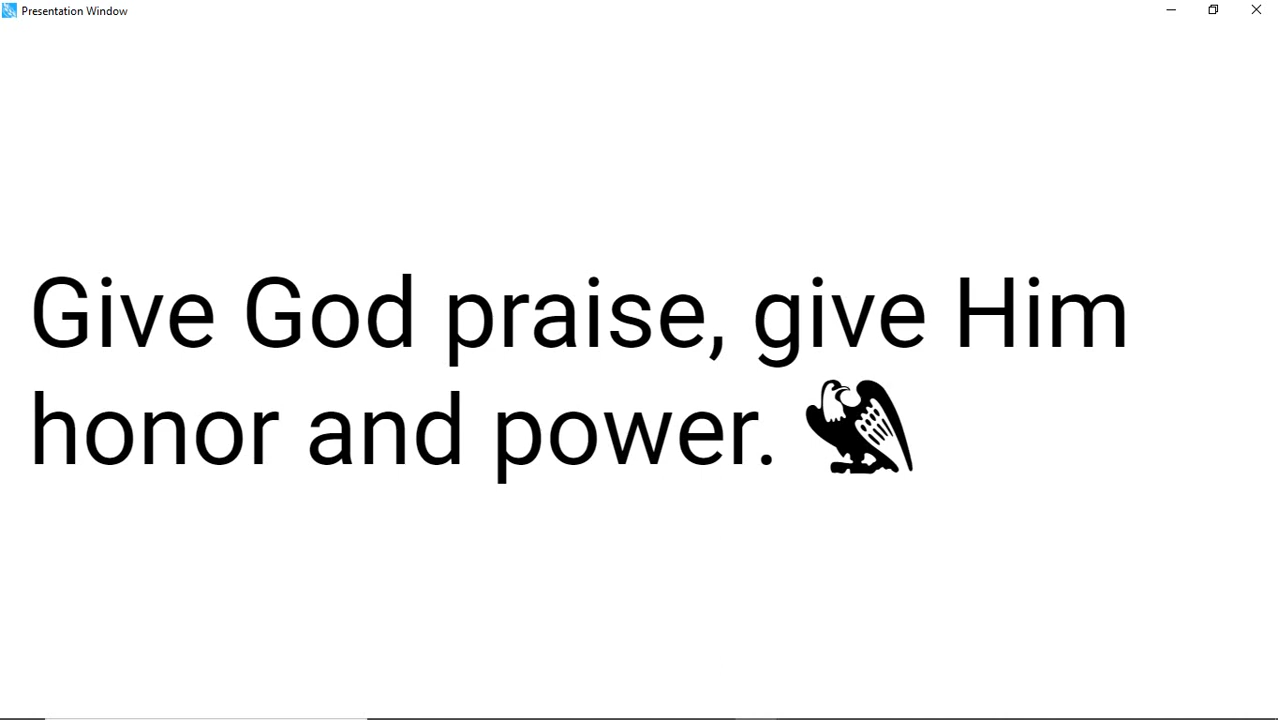 Presentation Window
Give God praise, give Him
honor and power. 🦅